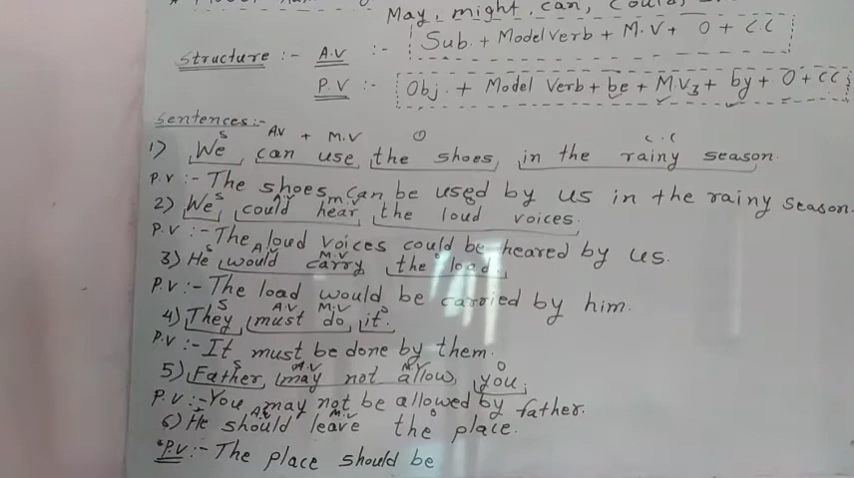 May, might, can, could,
Structure :- A.V :- Sub. + Model Verb + M.V + O + C.C
P.V :- Obj. + Model Verb + be + M.V3 + by + O + CC
Sentences:-
S AV + M.V O C.C
1) We can use the shoes, in the rainy season.
P.V :- The shoes can be used by us in the rainy season.
2) We could hear the loud voices.
P.V :- The loud voices could be heared by us.
3) He would carry the load.
P.V :- The load would be carried by him.
S A.V M.V O
4) They must do it.
P.V :- It must be done by them.
S A.V M.V O
5) Father may not allow you.
P.V :- You may not be allowed by father.
6) He should leave the place.
P.V :- The place should be